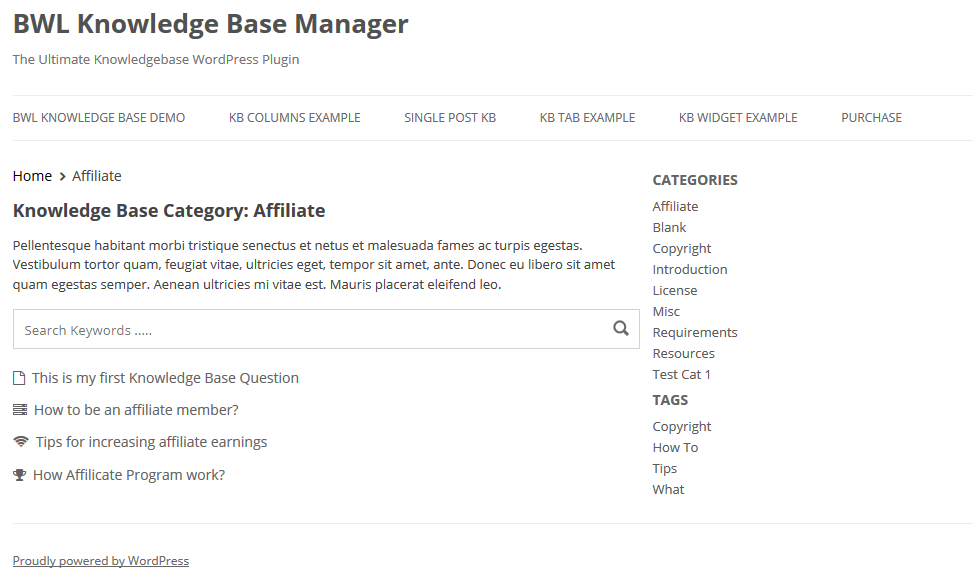 BWL Knowledge Base Manager
The Ultimate Knowledgebase WordPress Plugin
BWL KNOWLEDGE BASE DEMO KB COLUMNS EXAMPLE SINGLE POST KB KB TAB EXAMPLE KB WIDGET EXAMPLE PURCHASE
Home > Affiliate
Knowledge Base Category: Affiliate
Pellentesque habitant morbi tristique senectus et netus et malesuada fames ac turpis egestas.
Vestibulum tortor quam, feugiat vitae, ultricies eget, tempor sit amet, ante. Donec eu libero sit amet
quam egestas semper. Aenean ultricies mi vitae est. Mauris placerat eleifend leo.
Search Keywords .....
This is my first Knowledge Base Question
How to be an affiliate member?
Tips for increasing affiliate earnings
How Affilicate Program work?
CATEGORIES
Affiliate
Blank
Copyright
Introduction
License
Misc
Requirements
Resources
Test Cat 1
TAGS
Copyright
How To
Tips
What
Proudly powered by WordPress